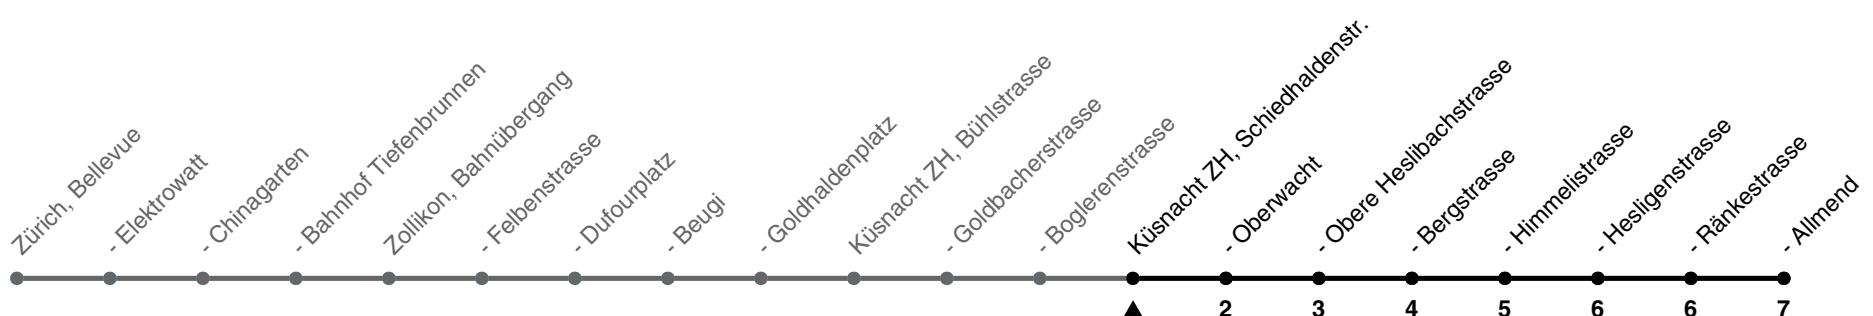 Zürich, Bellevue
- Elektrowatt
- Chinagarten
- Bahnhof Tiefenbrunnen
Zollikon, Bahnübergang
- Felbenstrasse
- Dufourplatz
- Beugi
- Goldhaldenplatz
Küsnacht ZH, Bühlstrasse
- Goldbacherstrasse
- Boglerenstrasse
Küsnacht ZH, Schiedhaldenstr.
- Oberwacht
- Obere Heslibachstrasse
- Bergstrasse
- Himmelistrasse
- Hesligenstrasse
- Ränkestrasse
- Allmend
2 3 4 5 6 6 7